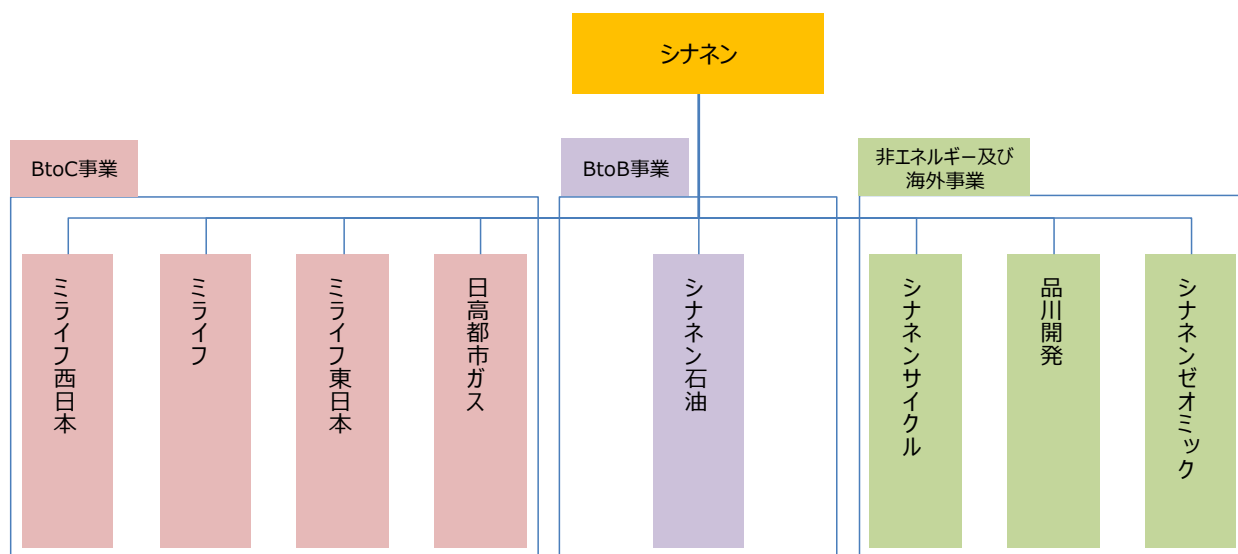 シナネン
BtoC事業
BtoB事業
非エネルギー及び
海外事業
ミライフ西日本
ミライフ
ミライフ東日本
日高都市ガス
シナネン石油
シナネンサイクル
品川開発
シナネンゼオミック